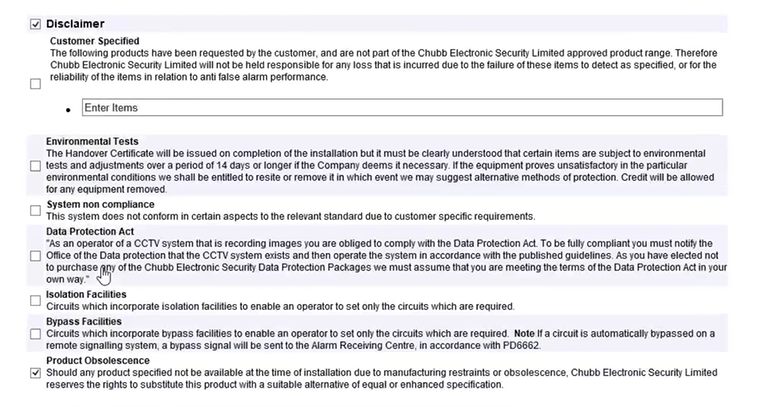 Disclaimer
Customer Specified
The following products have been requested by the customer, and are not part of the Chubb Electronic Security Limited approved product range. Therefore
Chubb Electronic Security Limited will not be held responsible for any loss that is incurred due to the failure of these items to detect as specified, or for the
reliability of the items in relation to anti false alarm performance.
Enter Items
Environmental Tests
The Handover Certificate will be issued on completion of the installation but it must be clearly understood that certain items are subject to environmental
tests and adjustments over a period of 14 days or longer if the Company deems it necessary. If the equipment proves unsatisfactory in the particular
environmental conditions we shall be entitled to resite or remove it in which event we may suggest alternative methods of protection. Credit will be allowed
for any equipment removed.
System non compliance
This system does not conform in certain aspects to the relevant standard due to customer specific requirements.
Data Protection Act
"As an operator of a CCTV system that is recording images you are obliged to comply with the Data Protection Act. To be fully compliant you must notify the
Office of the Data protection that the CCTV system exists and then operate the system in accordance with the published guidelines. As you have elected not
to purchase any of the Chubb Electronic Security Data Protection Packages we must assume that you are meeting the terms of the Data Protection Act in your
own way."
Isolation Facilities
Circuits which incorporate isolation facilities to enable an operator to set only the circuits which are required.
Bypass Facilities
Circuits which incorporate bypass facilities to enable an operator to set only the circuits which are required. Note If a circuit is automatically bypassed on a
remote signalling system, a bypass signal will be sent to the Alarm Receiving Centre, in accordance with PD6662.
Product Obsolescence
Should any product specified not be available at the time of installation due to manufacturing restraints or obsolescence, Chubb Electronic Security Limited
reserves the rights to substitute this product with a suitable alternative of equal or enhanced specification.